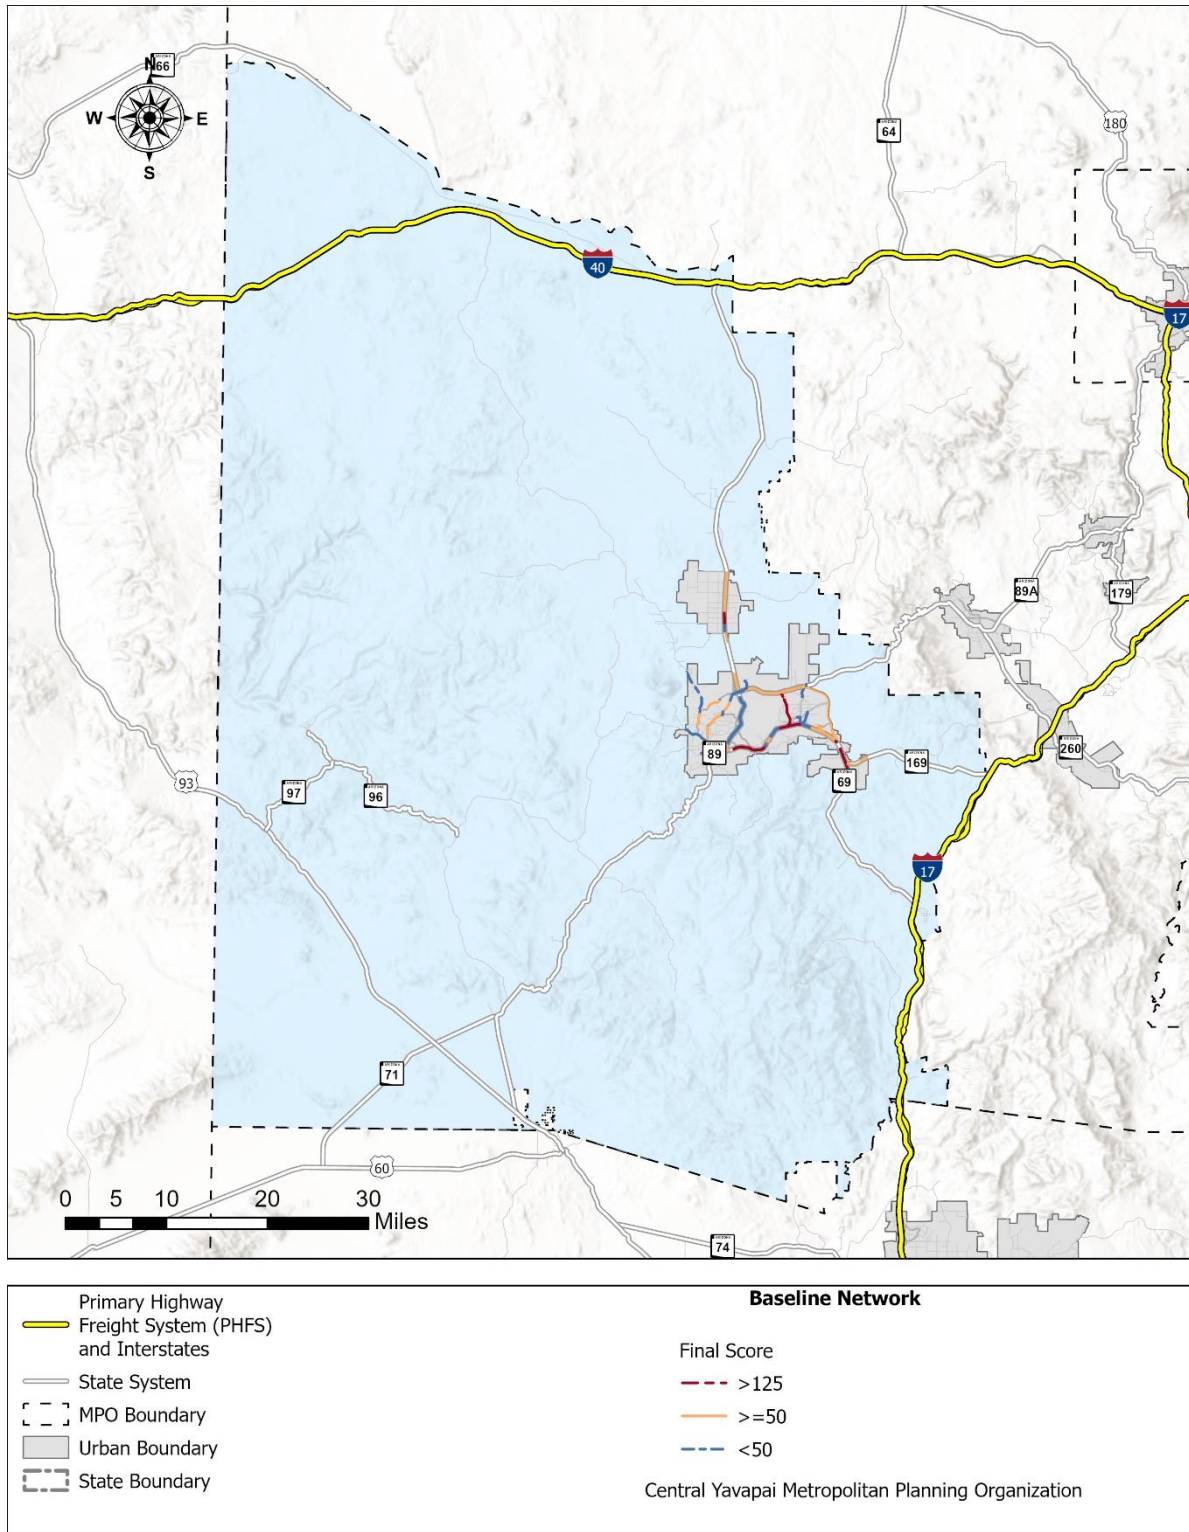 N
66
W
E
S
64
180
40
17
89A
179
89
169
260
69
93
97
96
17
71
60
74
0 5 10 20 30
Miles
Primary Highway
Freight System (PHFS)
and Interstates
State System
MPO Boundary
Urban Boundary
State Boundary
Baseline Network
Final Score
>125
>=50
<50
Central Yavapai Metropolitan Planning Organization